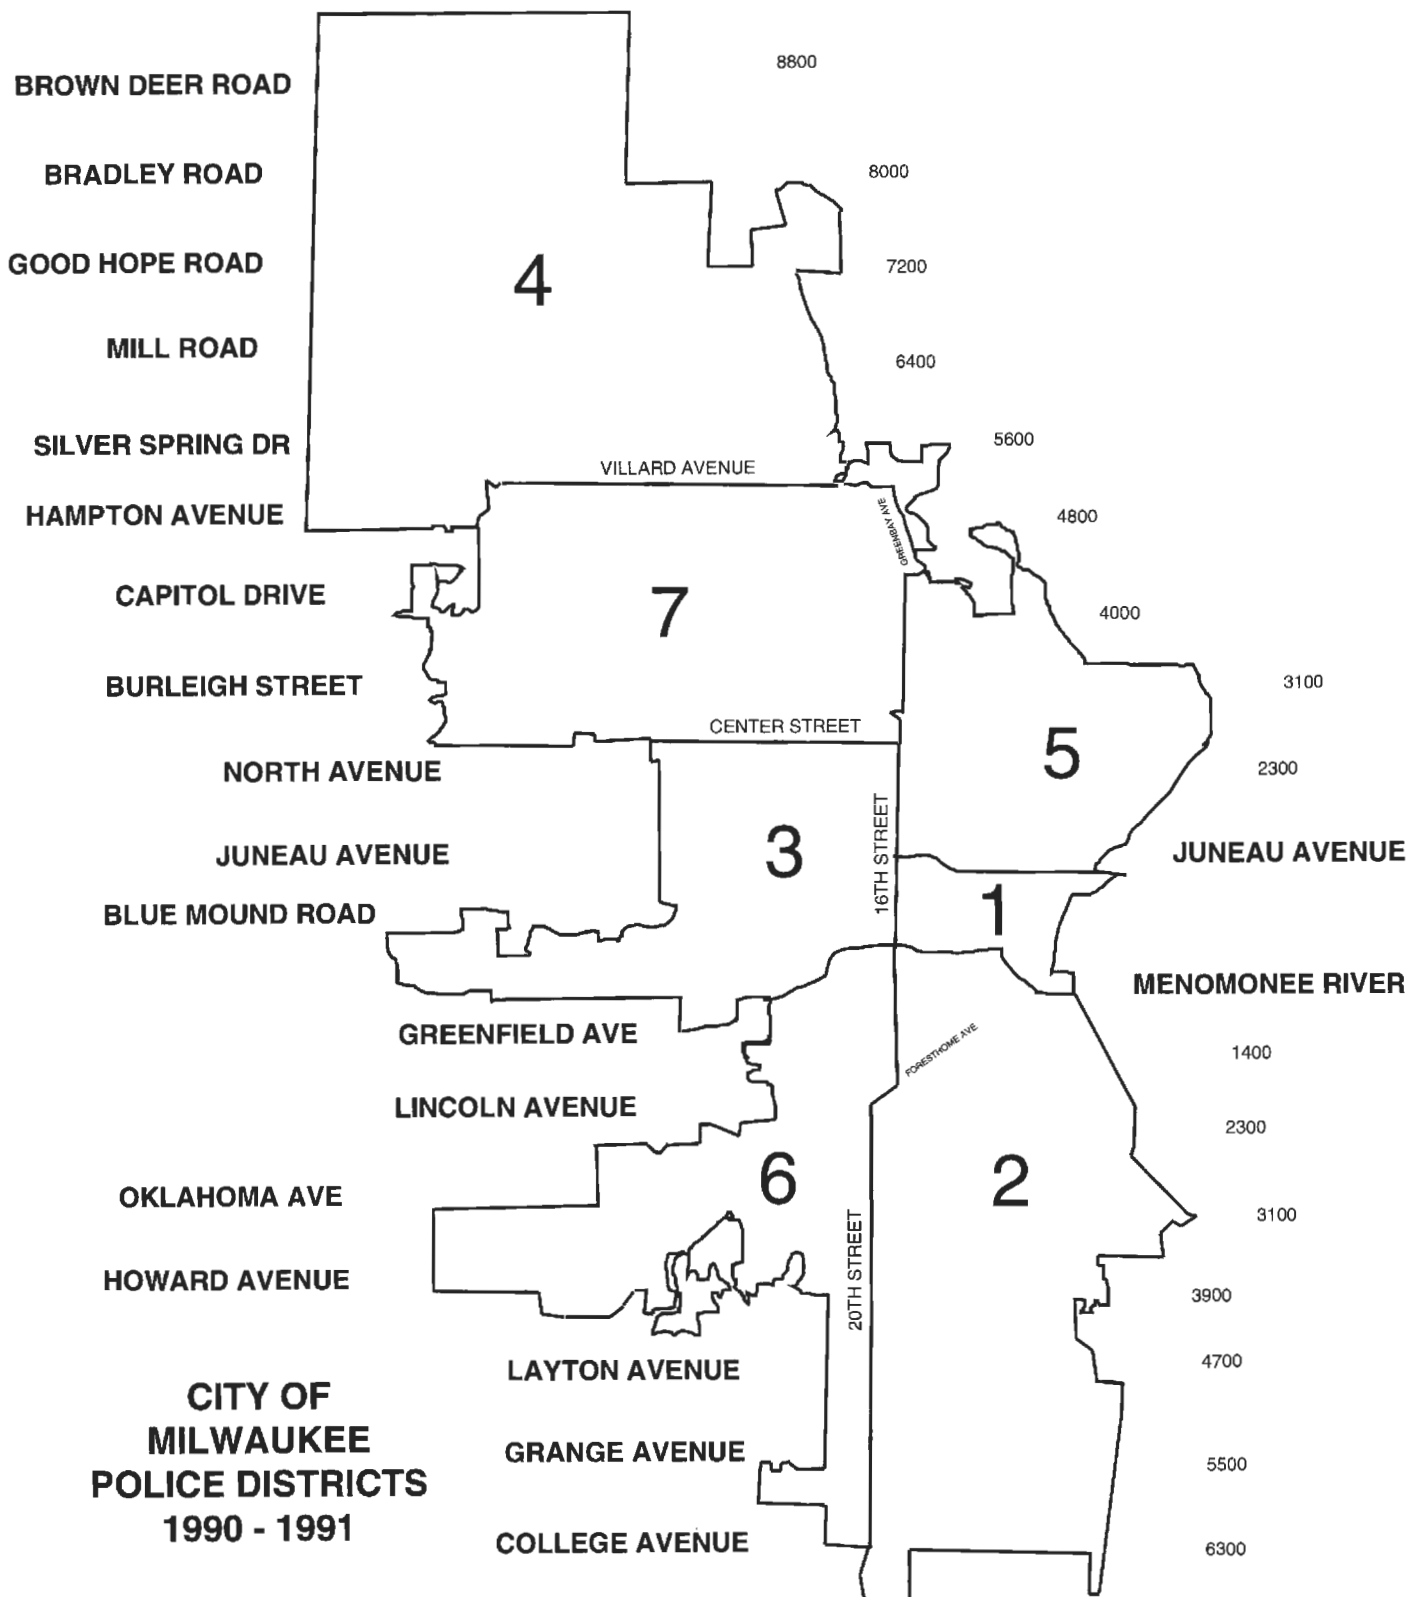 8800
BROWN DEER ROAD
BRADLEY ROAD
8000
GOOD HOPE ROAD
7200
4
MILL ROAD
6400
SILVER SPRING DR
5600
VILLARD AVENUE
HAMPTON AVENUE
4800
GREENBAY AVE
CAPITOL DRIVE
7
4000
BURLEIGH STREET
3100
CENTER STREET
5
NORTH AVENUE
2300
3
16TH STREET
JUNEAU AVENUE
JUNEAU AVENUE
BLUE MOUND ROAD
1
MENOMONEE RIVER
GREENFIELD AVE
FORESTHOME AVE.
1400
LINCOLN AVENUE
2300
6
2
OKLAHOMA AVE
3100
20TH STREET
HOWARD AVENUE
3900
LAYTON AVENUE
4700
CITY OF
MILWAUKEE
POLICE DISTRICTS
1990 - 1991
GRANGE AVENUE
5500
COLLEGE AVENUE
6300